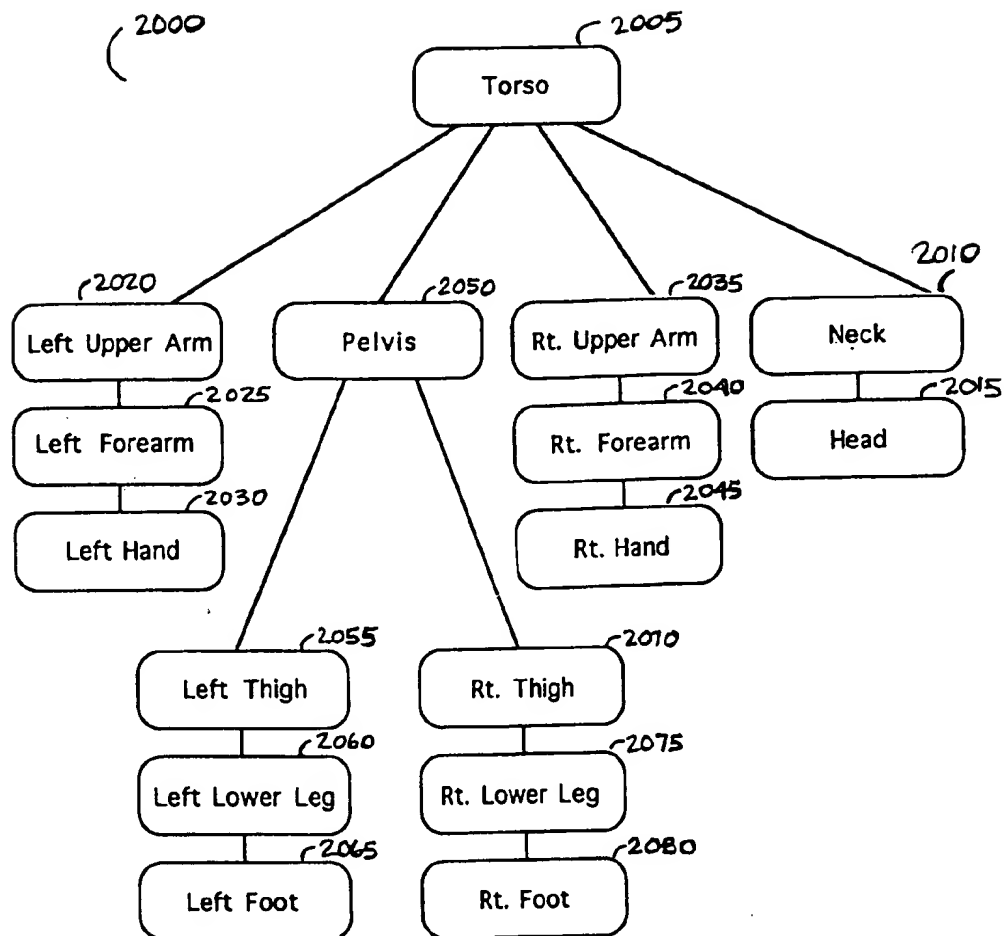 2000
2005
Torso
2010
2020
2050
2035
Left Upper Arm
Pelvis
Rt. Upper Arm
Neck
2025
2040
2015
Left Forearm
Rt. Forearm
Head
2030
2045
Left Hand
Rt. Hand
2055
2070
Left Thigh
Rt. Thigh
2060
2075
Left Lower Leg
Rt. Lower Leg
2065
2080
Left Foot
Rt. Foot